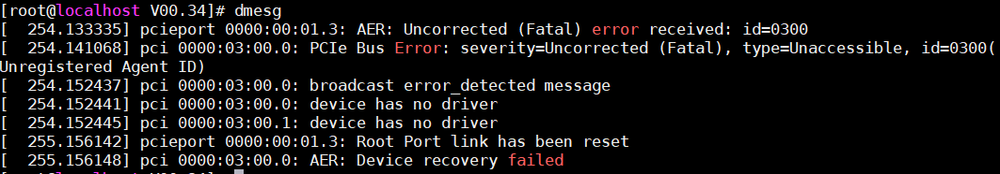 [root@localhost V00.34]# dmesg
[  254.133335] pcieport 0000:00:01.3: AER: Uncorrected (Fatal) error received: id=0300
[  254.141068] pci 0000:03:00.0: PCIe Bus Error: severity=Uncorrected (Fatal), type=Unaccessible, id=0300(
Unregistered Agent ID)
[  254.152437] pci 0000:03:00.0: broadcast error_detected message
[  254.152441] pci 0000:03:00.0: device has no driver
[  254.152445] pci 0000:03:00.1: device has no driver
[  255.156142] pcieport 0000:00:01.3: Root Port link has been reset
[  255.156148] pci 0000:03:00.0: AER: Device recovery failed